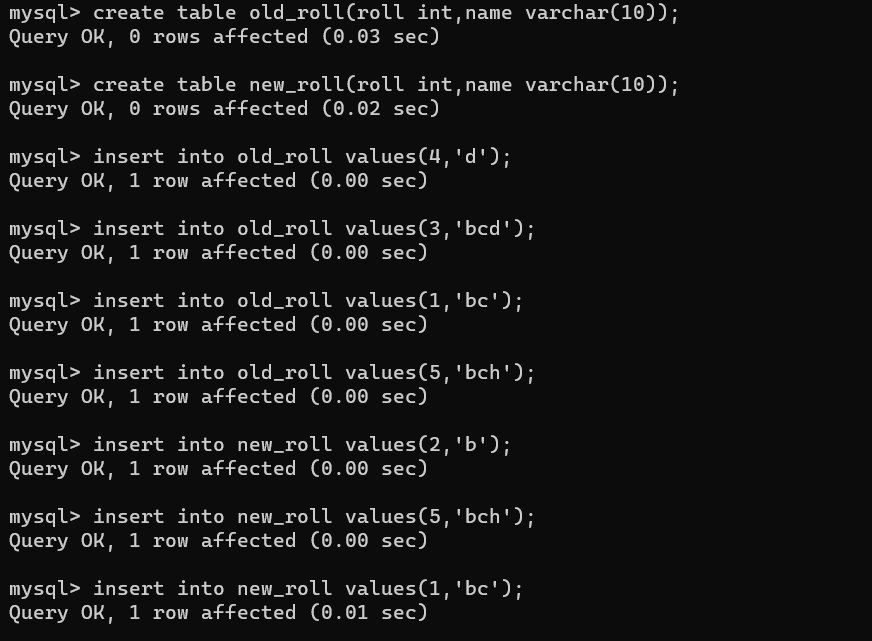 mysql> create table old_roll(roll int,name varchar(10));
Query OK, 0 rows affected (0.03 sec)
mysql> create table new_roll(roll int,name varchar(10));
Query OK, 0 rows affected (0.02 sec)
mysql> insert into old_roll values(4,'d');
Query OK, 1 row affected (0.00 sec)
mysql> insert into old_roll values(3,'bcd');
Query OK, 1 row affected (0.00 sec)
mysql> insert into old_roll values(1,'bc');
Query OK, 1 row affected (0.00 sec)
mysql> insert into old_roll values(5,'bch');
Query OK, 1 row affected (0.00 sec)
mysql> insert into new_roll values(2,'b');
Query OK, 1 row affected (0.00 sec)
mysql> insert into new_roll values(5,'bch');
Query OK, 1 row affected (0.00 sec)
mysql> insert into new_roll values(1,'bc');
Query OK, 1 row affected (0.01 sec)